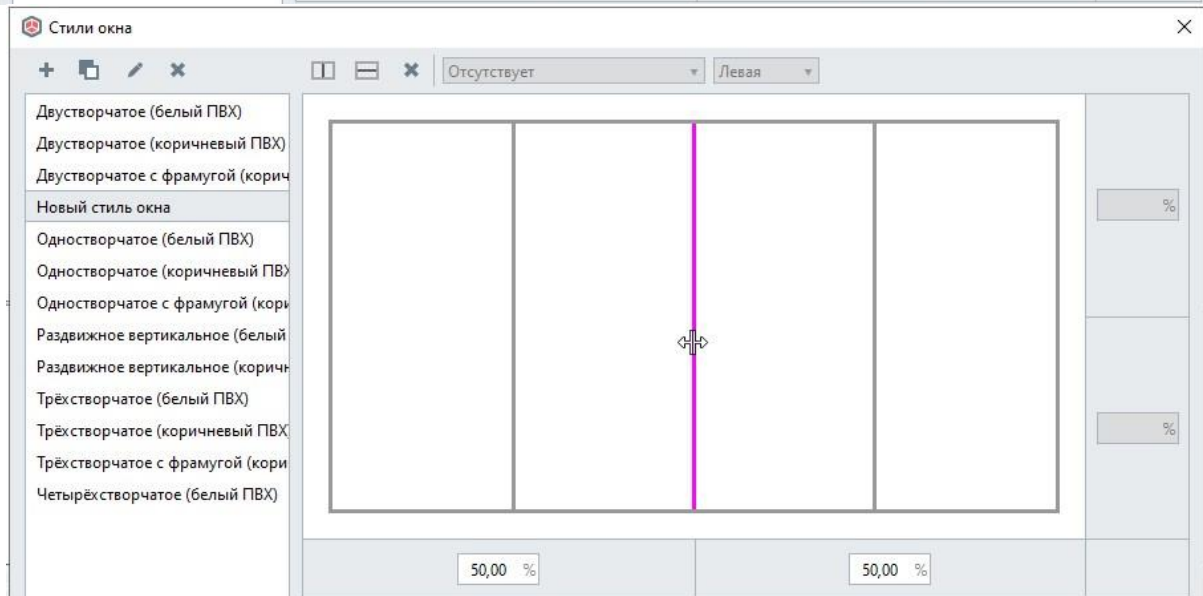 Стили окна
Отсутствует
Левая
Двустворчатое (белый ПВХ)
Двустворчатое (коричневый ПВХ)
Двустворчатое с фрамугой (корич
Новый стиль окна
Одностворчатое (белый ПВХ)
Одностворчатое (коричневый ПВХ
Одностворчатое с фрамугой (кори
Раздвижное вертикальное (белый
Раздвижное вертикальное (коричн
Трёхстворчатое (белый ПВХ)
Трёхстворчатое (коричневый ПВХ
Трёхстворчатое с фрамугой (кори
Четырёхстворчатое (белый ПВХ)
%
%
50,00 %
50,00 %